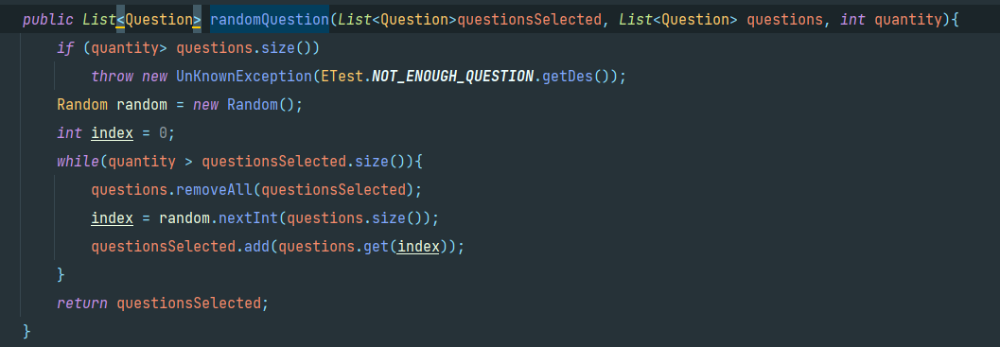 public List<Question> randomQuestion(List<Question>questionsSelected, List<Question> questions, int quantity){
    if (quantity> questions.size())
        throw new UnKnownException(ETest.NOT_ENOUGH_QUESTION.getDes());
    Random random = new Random();
    int index = 0;
    while(quantity > questionsSelected.size()){
        questions.removeAll(questionsSelected);
        index = random.nextInt(questions.size());
        questionsSelected.add(questions.get(index));
    }
    return questionsSelected;
}